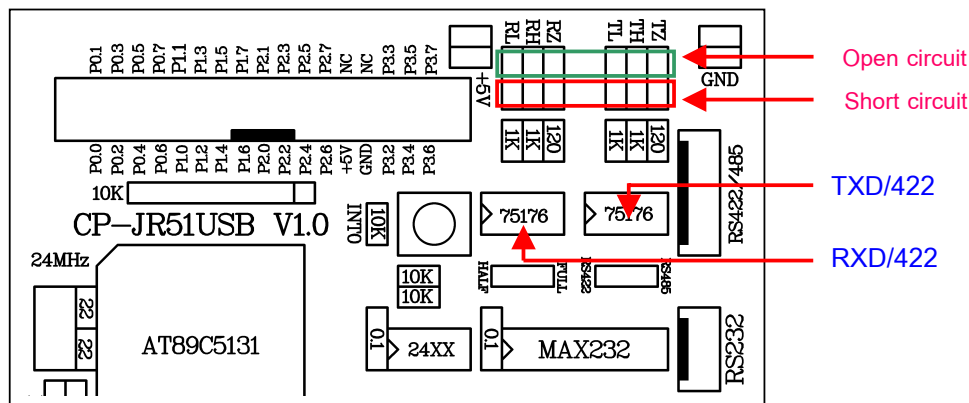 P0.1 P0.3 P0.5 P0.7 P1.1 P1.3 P1.5 P1.7 P2.1 P2.3 P2.5 P2.7 NC NC P3.3 P3.5 P3.7
+5V
RL RH RZ TL TH TZ
GND
Open circuit
Short circuit
P0.0 P0.2 P0.4 P0.6 P1.0 P1.2 P1.4 P1.6 P2.0 P2.2 P2.4 P2.6 +5V GND P3.2 P3.4 P3.6
1K 1K 120 1K 1K 120
RS422/485
10K
CP-JR51USB V1.0
INT0
10K
75176
75176
TXD/422
RXD/422
24MHz
HALF FULL RS422 RS485
10K
10K
22
22
AT89C5131
0.1
24XX
0.1
MAX232
RS232